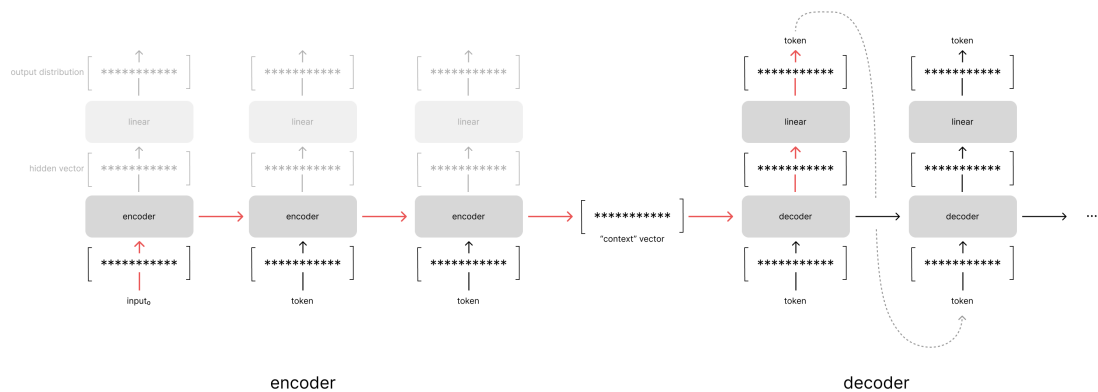 token
token
output distribution
[ *********** ]
[ *********** ]
[ *********** ]
[ *********** ]
[ *********** ]
linear
linear
linear
linear
linear
hidden vector
[ *********** ]
[ *********** ]
[ *********** ]
[ *********** ]
[ *********** ]
encoder
encoder
encoder
[ *********** ]
decoder
decoder
...
“context” vector
[ *********** ]
[ *********** ]
[ *********** ]
[ *********** ]
[ *********** ]
input₀
token
token
token
token
encoder
decoder